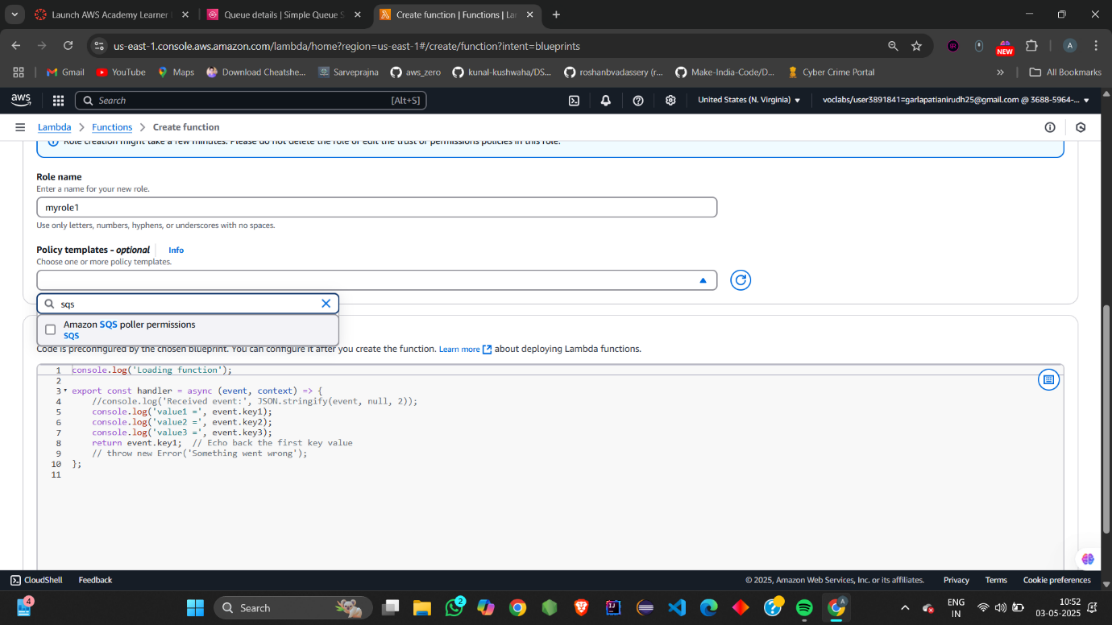 Launch AWS Academy Learner
Queue details | Simple Queue S
Create function | Functions | Lam
us-east-1.console.aws.amazon.com/lambda/home?region=us-east-1#/create/function?intent=blueprints
NEW
A
Gmail
YouTube
Maps
Download Cheatshe...
Sarveprajna
aws_zero
kunal-kushwaha/DS...
roshanbvadassery (r...
Make-India-Code/D...
Cyber Crime Portal
»
All Bookmarks
aws
Search
[Alt+S]
United States (N. Virginia)
voclabs/user3891841=garlapatianirudh25@gmail.com @ 3688-5964-...
Lambda
Functions
Create function
Role creation might take a few minutes. Please do not delete the role or edit the trust or permissions policies in this role.
Role name
Enter a name for your new role.
myrole1
Use only letters, numbers, hyphens, or underscores with no spaces.
Policy templates - optional
Info
Choose one or more policy templates.
sqs
Amazon SQS poller permissions
SQS
Code is preconfigured by the chosen blueprint. You can configure it after you create the function. Learn more about deploying Lambda functions.
1 console.log('Loading function');
2
3 export const handler = async (event, context) => {
4 //console.log('Received event:', JSON.stringify(event, null, 2));
5 console.log('value1 =', event.key1);
6 console.log('value2 =', event.key2);
7 console.log('value3 =', event.key3);
8 return event.key1; // Echo back the first key value
9 // throw new Error('Something went wrong');
10 };
11
CloudShell
Feedback
© 2025, Amazon Web Services, Inc. or its affiliates.
Privacy
Terms
Cookie preferences
4
Search
2
ENG
IN
10:52
03-05-2025